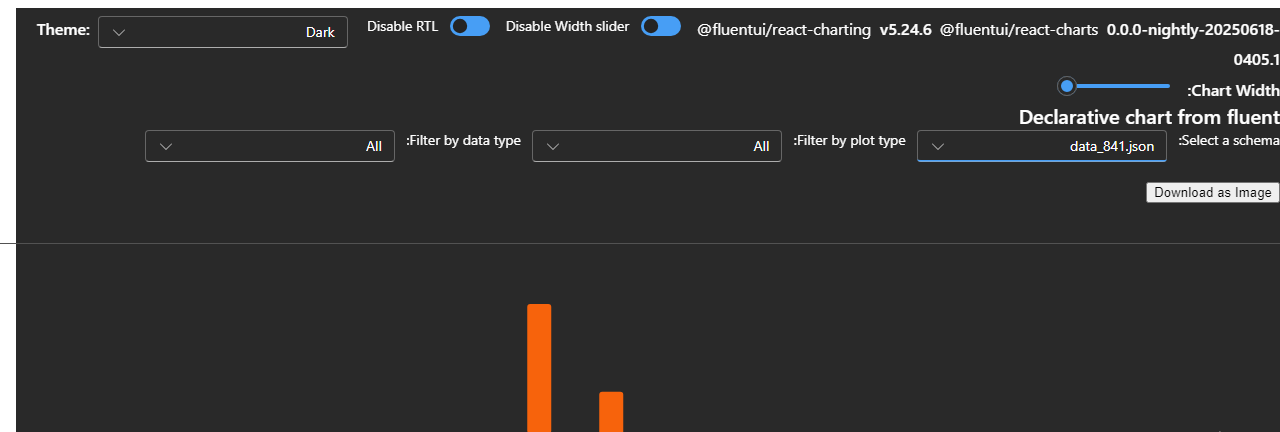 Theme: Dark Disable RTL Disable Width slider @fluentui/react-charting v5.24.6 @fluentui/react-charts 0.0.0-nightly-20250618-
0405.1
:Chart Width
Declarative chart from fluent
:Select a schema data_841.json :Filter by plot type All :Filter by data type All
Download as Image